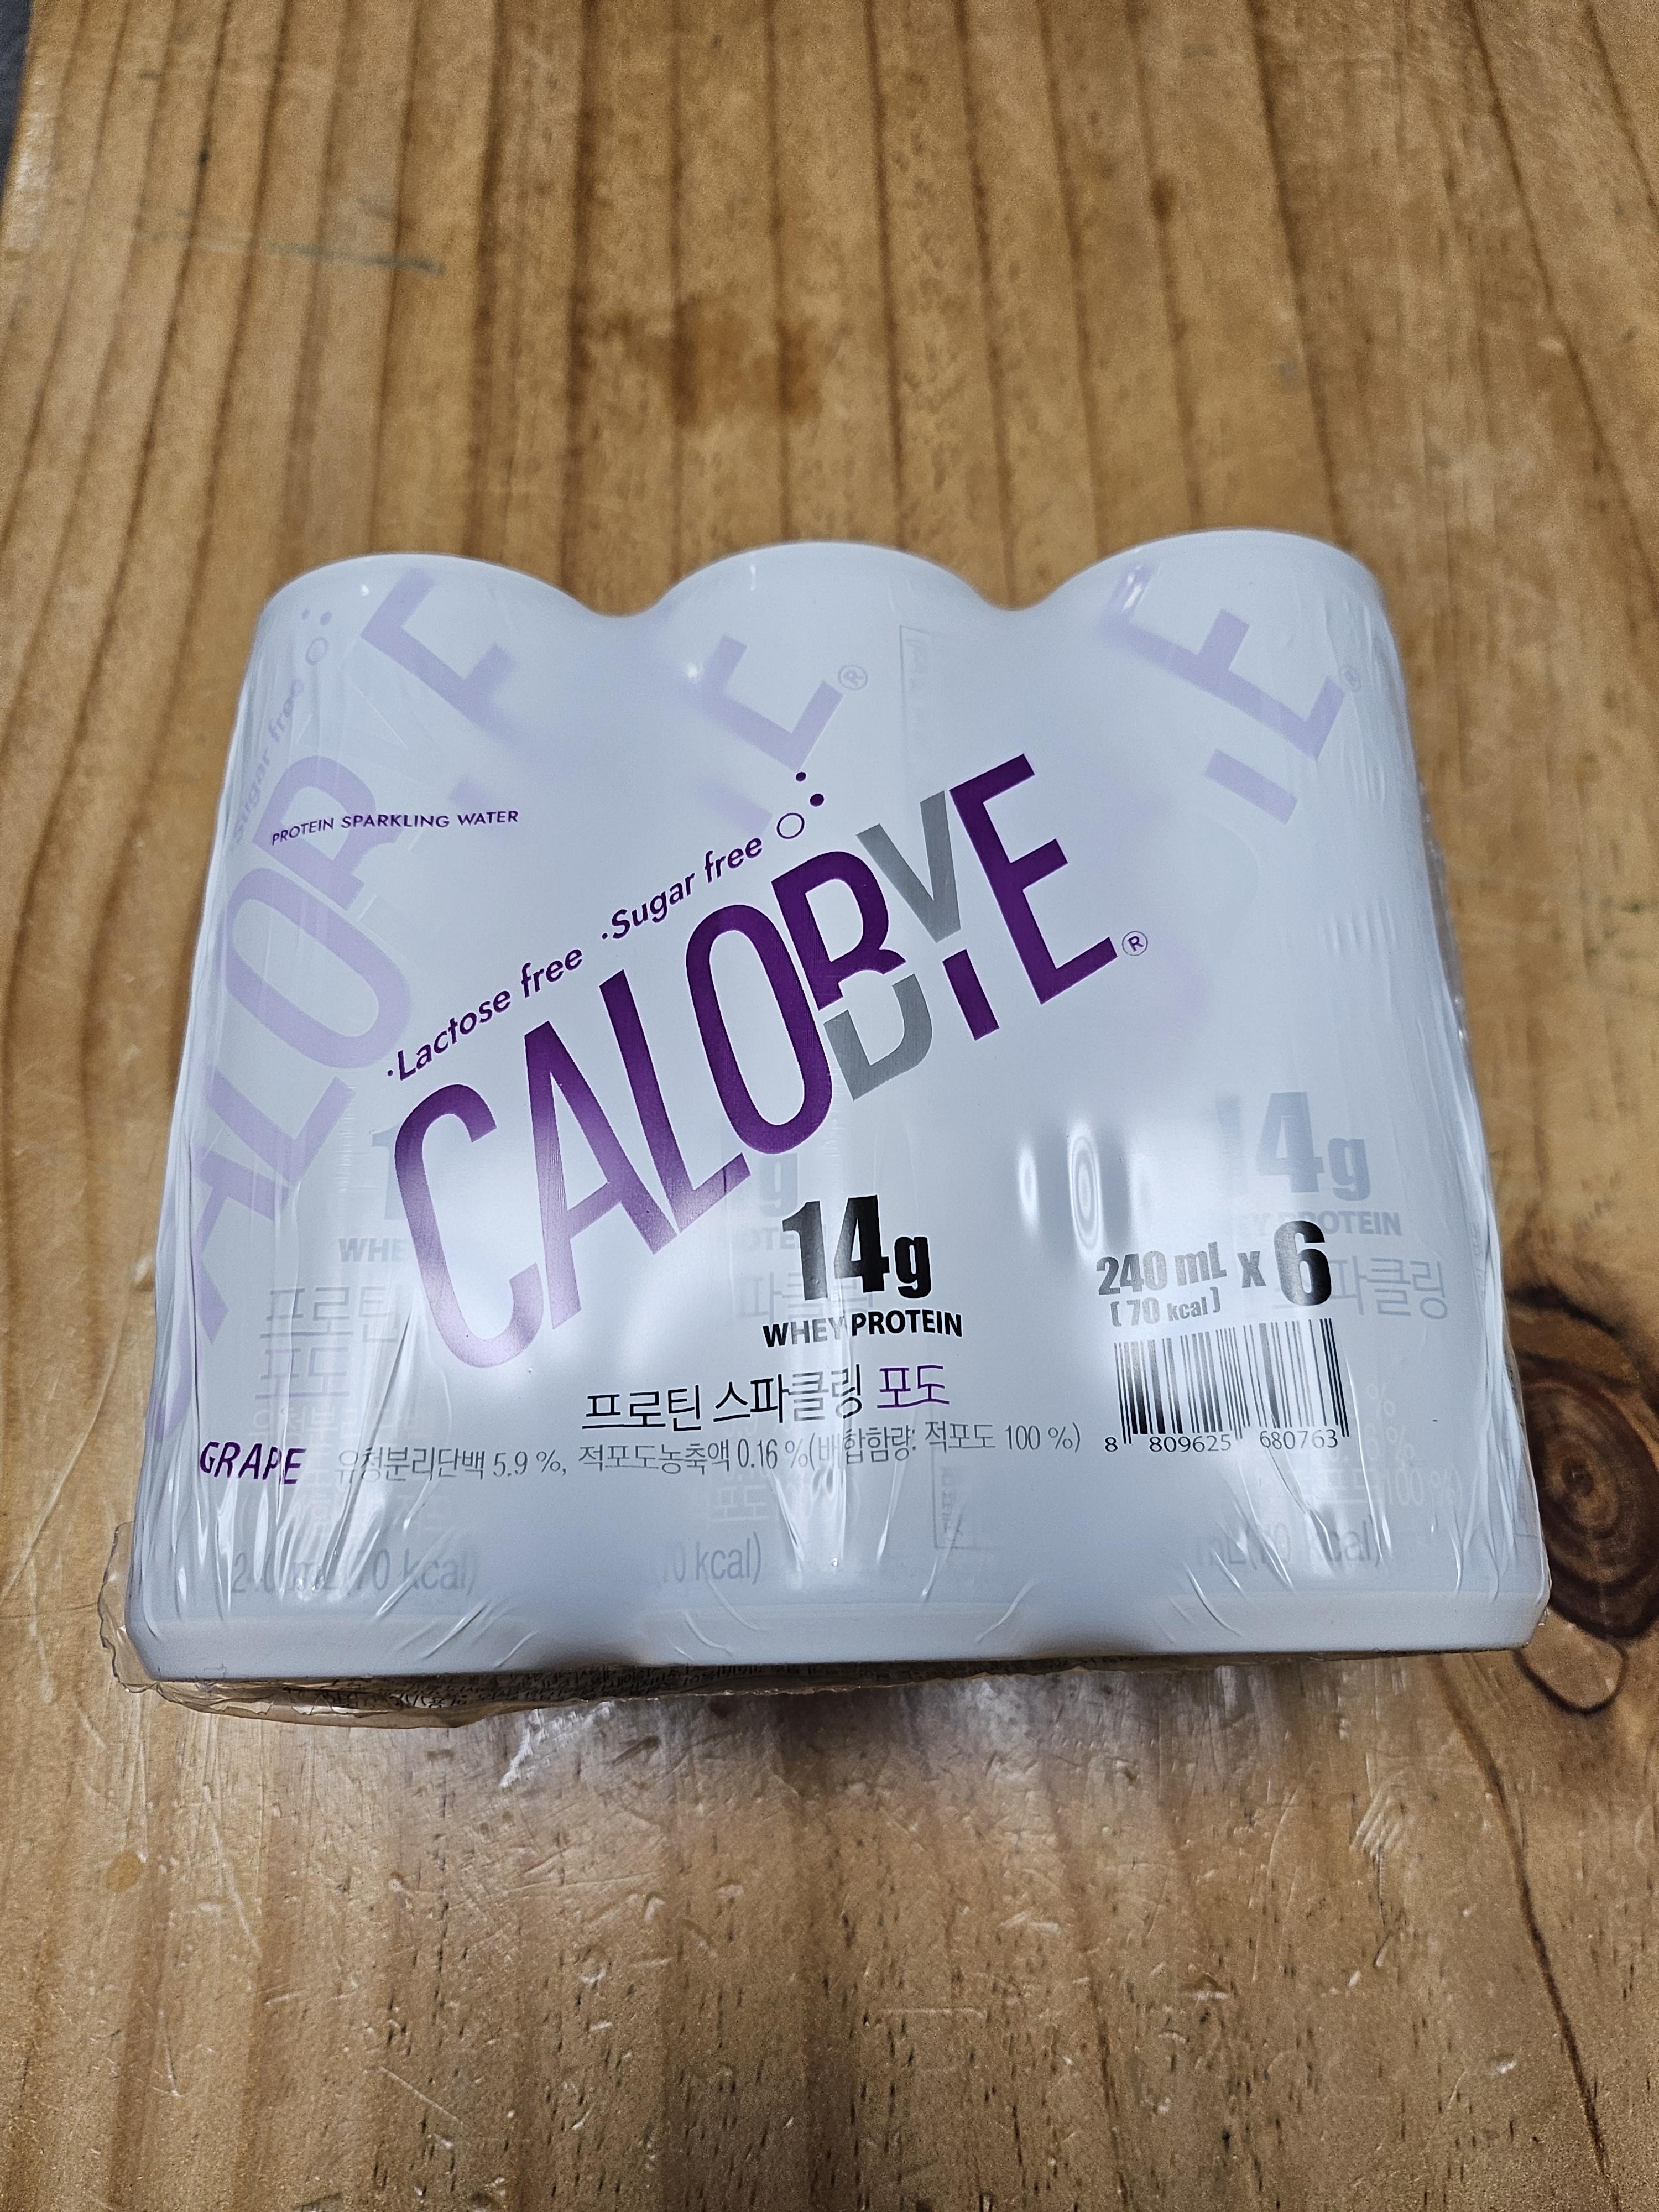 PROTEIN SPARKLING WATER
·Lactose free ·Sugar free
CALOBYE®
14g
WHEY PROTEIN
240 mL x 6
( 70 kcal )
프로틴 스파클링 포도
GRAPE
유청분리단백 5.9 %, 적포도농축액 0.16 %(배합함량: 적포도 100 %)
8 809625 680763